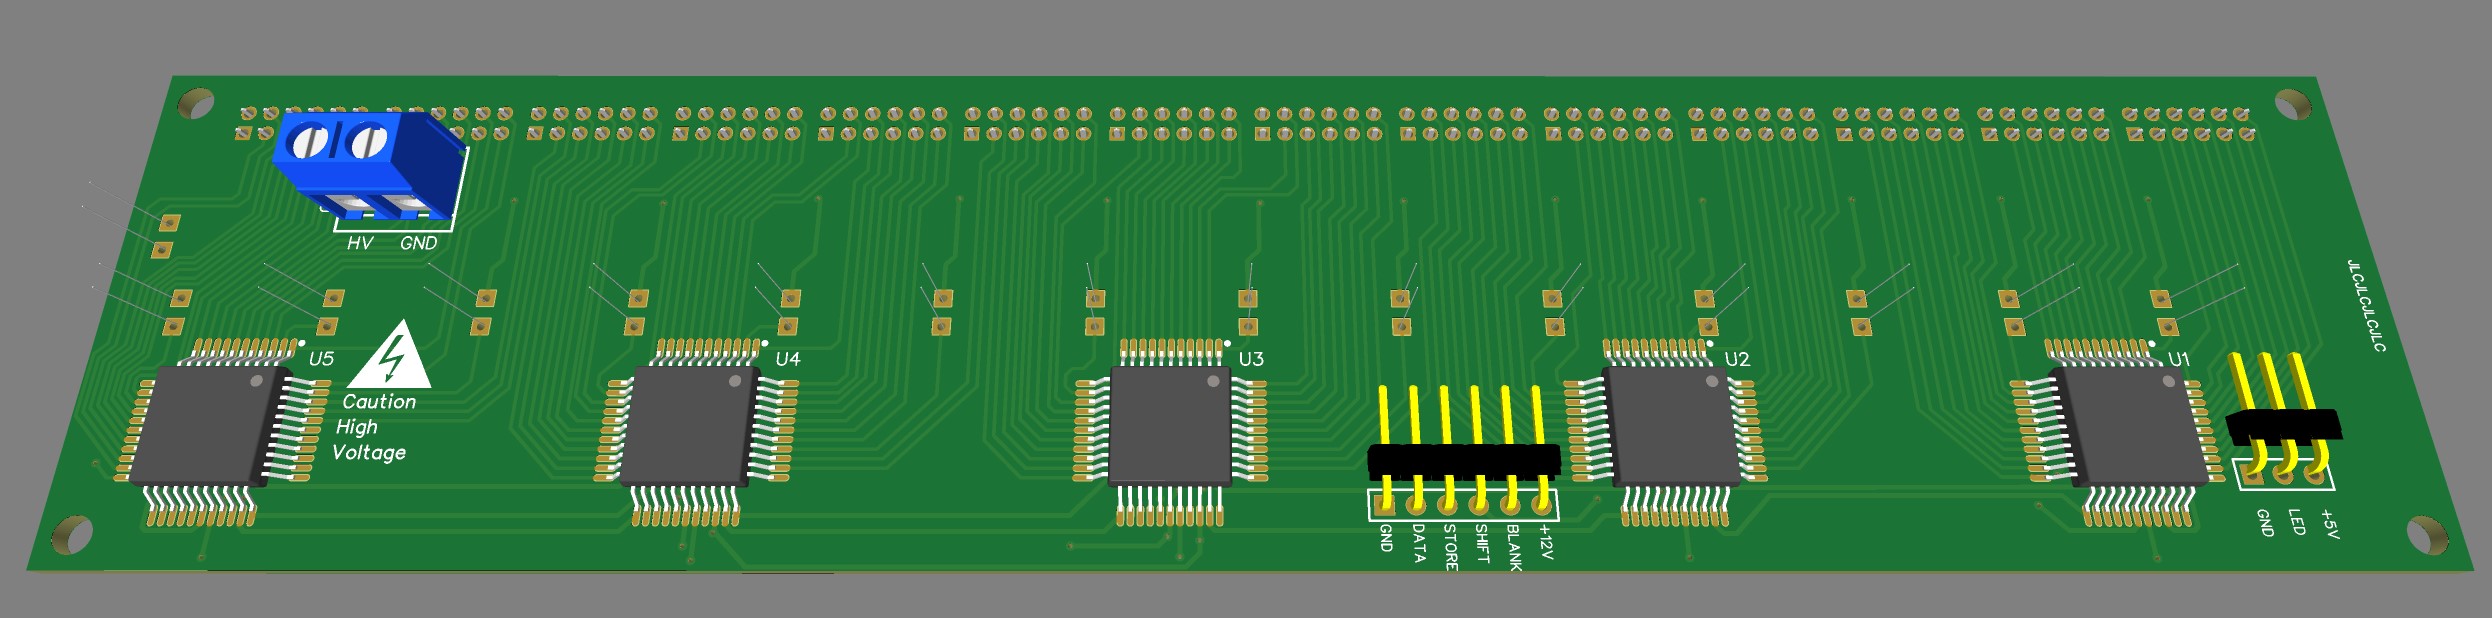 HV GND
U5
U4
U3
U2
U1
Caution
High
Voltage
GND
DATA
STORE
SHIFT
BLANK
+12V
GND
LED
+5V
JLCJLCJLCJLC